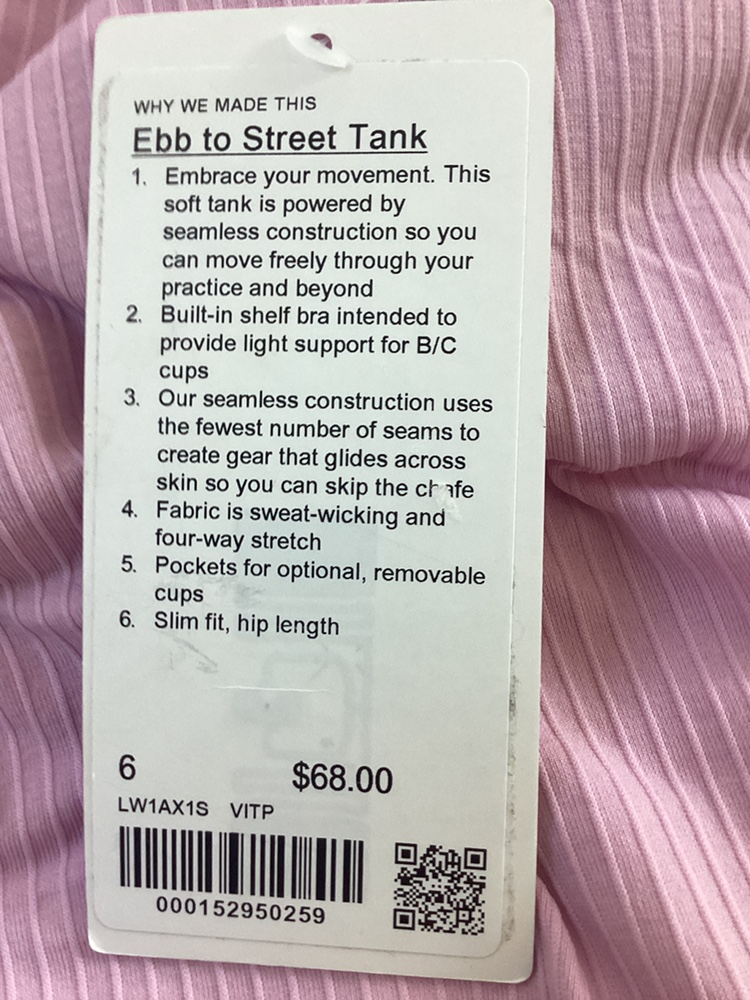 WHY WE MADE THIS
Ebb to Street Tank
1. Embrace your movement. This
soft tank is powered by
seamless construction so you
can move freely through your
practice and beyond
2. Built-in shelf bra intended to
provide light support for B/C
cups
3. Our seamless construction uses
the fewest number of seams to
create gear that glides across
skin so you can skip the chafe
4. Fabric is sweat-wicking and
four-way stretch
5. Pockets for optional, removable
cups
6. Slim fit, hip length
6 $68.00
LW1AX1S VITP
000152950259